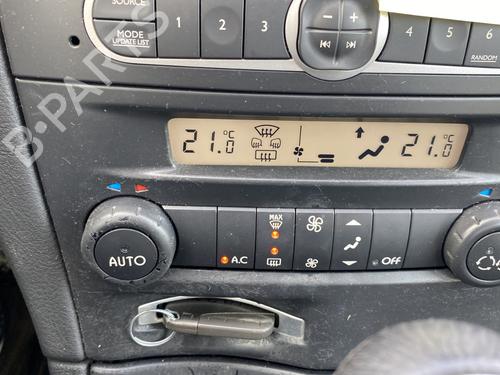 SOURCE
1 2 3
4 5 6
MODE
UPDATE LIST
RANDOM
21.0 °C
21.0 °C
AUTO
A.C
MAX
OFF
B-PARTS